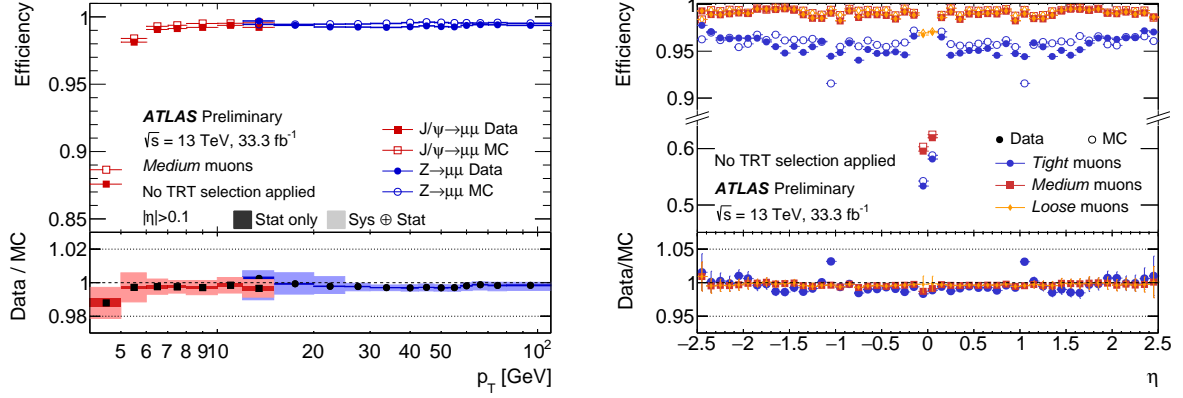 Efficiency
1
0.95
0.9
0.85
ATLAS Preliminary
√s = 13 TeV, 33.3 fb⁻¹
Medium muons
No TRT selection applied
|η|>0.1
J/ψ→μμ Data
J/ψ→μμ MC
Z→μμ Data
Z→μμ MC
Stat only
Sys ⊕ Stat
Data / MC
1.02
1
0.98
5 6 7 8 910 20 30 40 50 10²
p_T [GeV]
Efficiency
1
0.95
0.9
0.6
0.5
No TRT selection applied
ATLAS Preliminary
√s = 13 TeV, 33.3 fb⁻¹
Data MC
Tight muons
Medium muons
Loose muons
Data/MC
1.05
1
0.95
−2.5 −2 −1.5 −1 −0.5 0 0.5 1 1.5 2 2.5
η